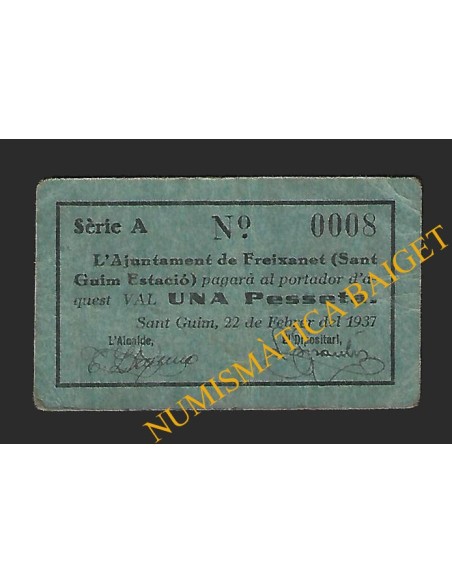 Sèrie A Nº 0008
L'Ajuntament de Freixanet (Sant
Guim Estació) pagarà al portador d'a-
quest VAL UNA Pesseta.
Sant Guim, 22 de Febrer del 1937
L'Alcalde, El Dipositari,
NUMISMÀTICA BAIGET